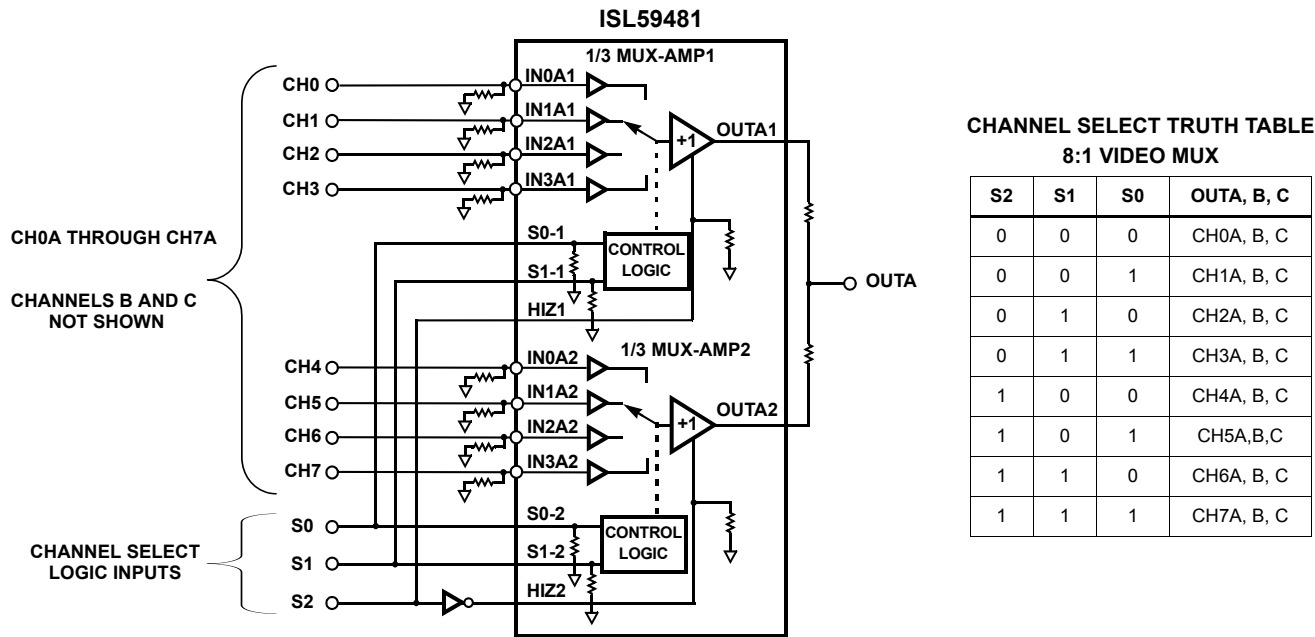 ISL59481
1/3 MUX-AMP1
CH0
IN0A1
CH1
IN1A1
OUTA1
+1
CH2
IN2A1
CH3
IN3A1
CH0A THROUGH CH7A
CHANNELS B AND C
NOT SHOWN
S0-1
CONTROL
LOGIC
S1-1
HIZ1
OUTA
1/3 MUX-AMP2
CH4
IN0A2
CH5
IN1A2
OUTA2
+1
CH6
IN2A2
CH7
IN3A2
CHANNEL SELECT
LOGIC INPUTS
S0
S0-2
CONTROL
LOGIC
S1
S1-2
S2
HIZ2
CHANNEL SELECT TRUTH TABLE
8:1 VIDEO MUX
S2 S1 S0 OUTA, B, C
0 0 0 CH0A, B, C
0 0 1 CH1A, B, C
0 1 0 CH2A, B, C
0 1 1 CH3A, B, C
1 0 0 CH4A, B, C
1 0 1 CH5A,B,C
1 1 0 CH6A, B, C
1 1 1 CH7A, B, C